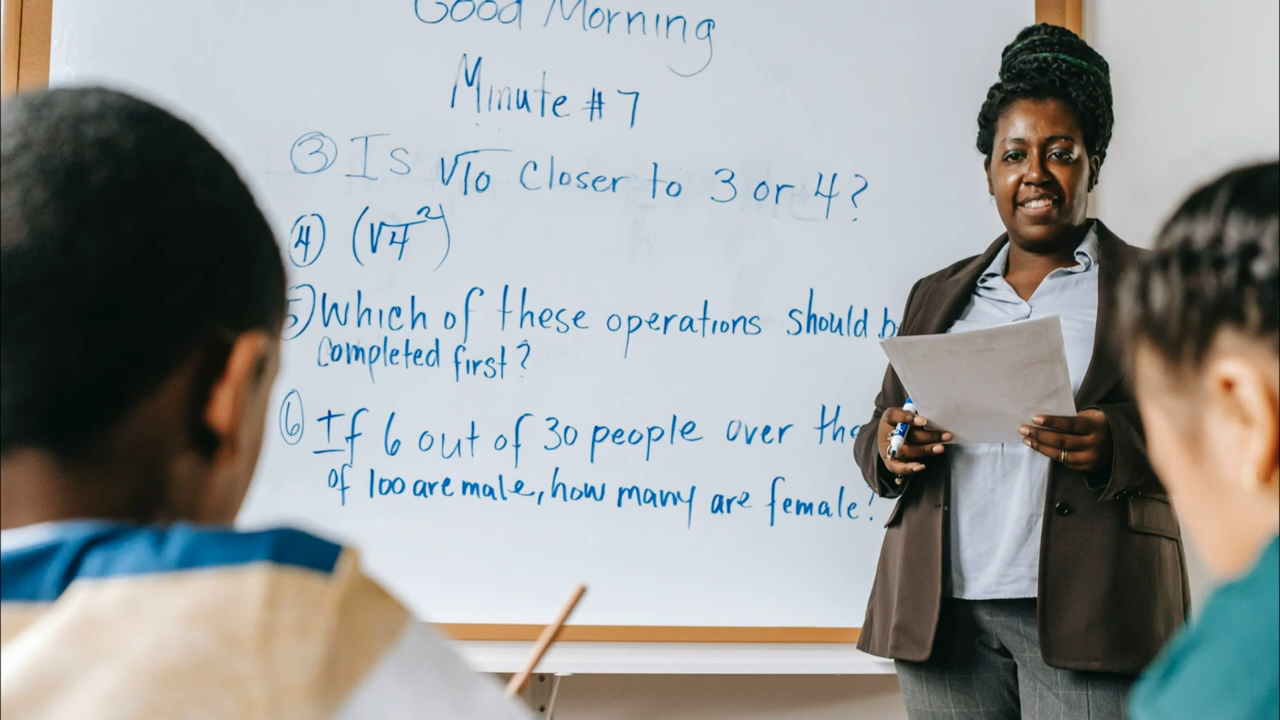 Good Morning
Minute #7
③ Is √10 closer to 3 or 4?
④ (√4²)
5) Which of these operations should b
completed first?
⑥ If 6 out of 30 people over the
of 100 are male, how many are female?